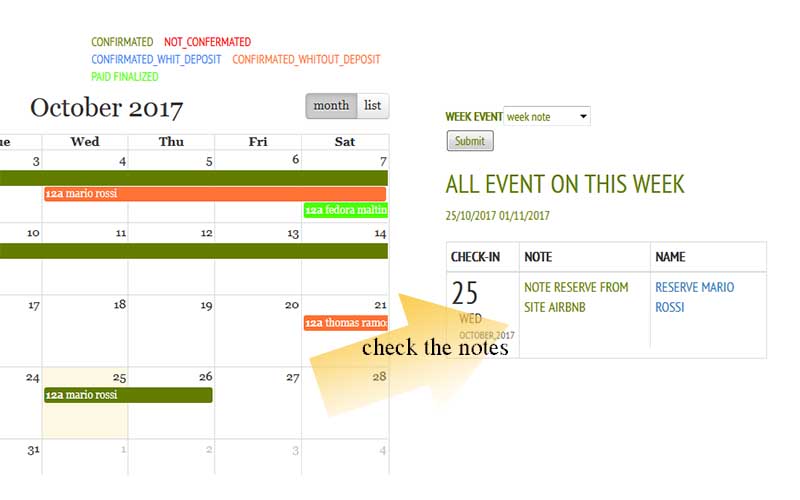 CONFIRMATED NOT_CONFERMATED
CONFIRMATED_WHIT_DEPOSIT CONFIRMATED_WHITOUT_DEPOSIT
PAID FINALIZED
October 2017
month list
ue Wed Thu Fri Sat
3 4 5 6 7
12a mario rossi
12a fedora maltin
10 11 12 13 14
17 18 19 20 21
12a thomas ramo
24 25 26 27 28
12a mario rossi
31 1 2 3 4
check the notes
WEEK EVENT week note
Submit
ALL EVENT ON THIS WEEK
25/10/2017 01/11/2017
CHECK-IN NOTE NAME
25
WED
OCTOBER,2017
NOTE RESERVE FROM
SITE AIRBNB
RESERVE MARIO
ROSSI